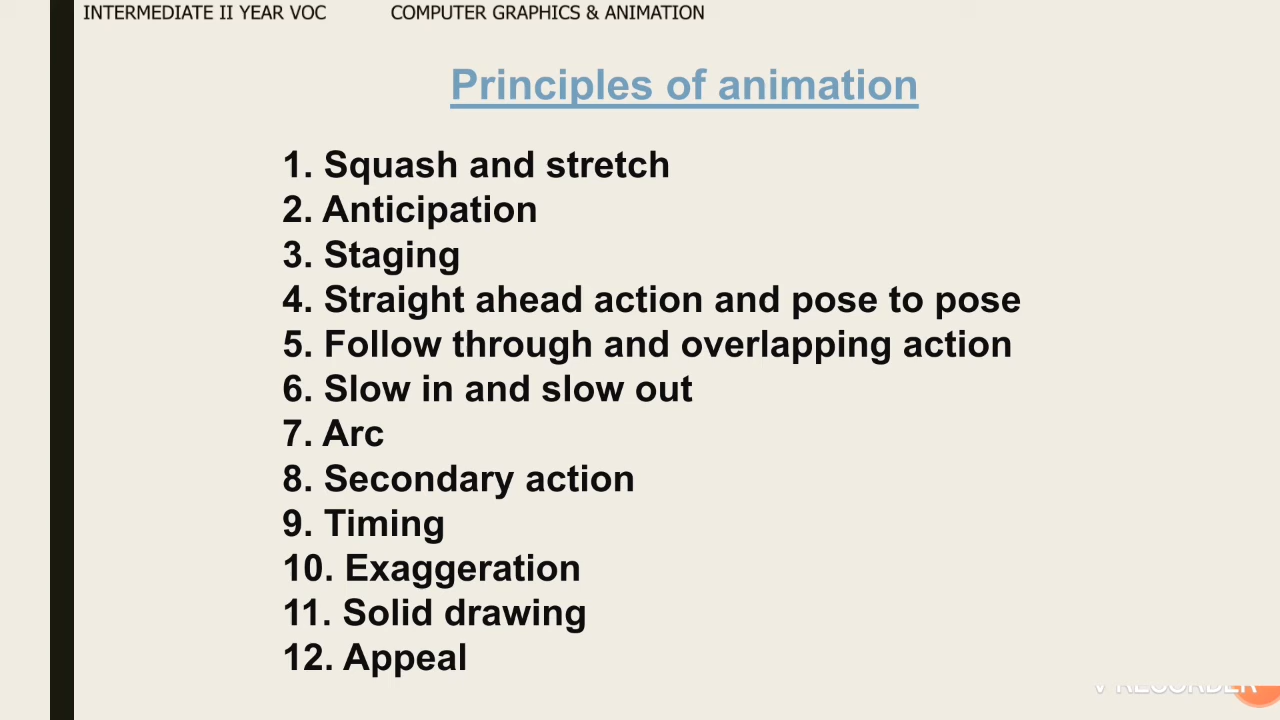 INTERMEDIATE II YEAR VOC COMPUTER GRAPHICS & ANIMATION
Principles of animation
1. Squash and stretch
2. Anticipation
3. Staging
4. Straight ahead action and pose to pose
5. Follow through and overlapping action
6. Slow in and slow out
7. Arc
8. Secondary action
9. Timing
10. Exaggeration
11. Solid drawing
12. Appeal
V RECORDER